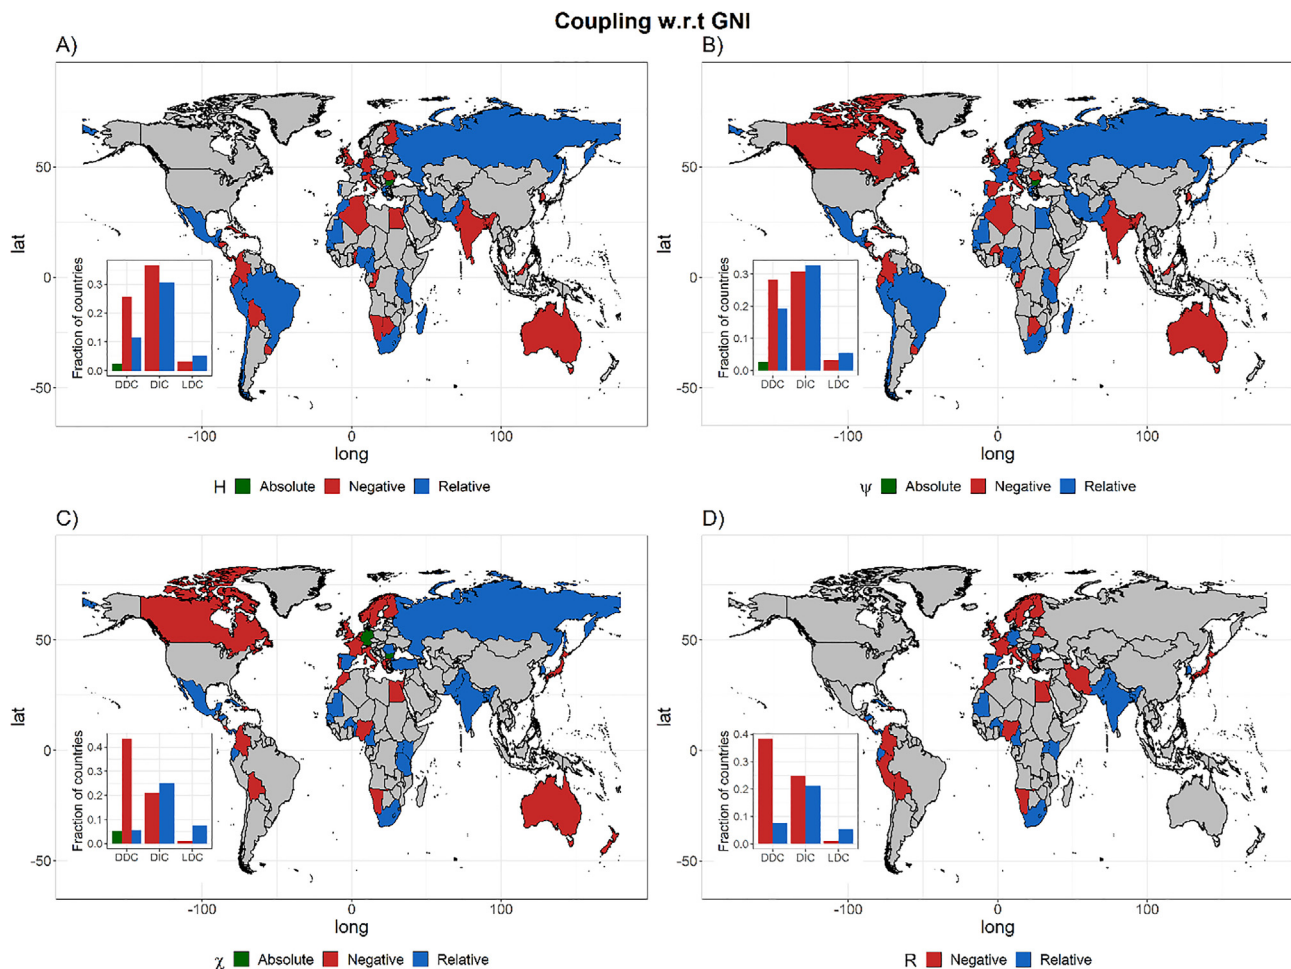 Coupling w.r.t GNI
A)
lat
50
0
-50
Fraction of countries
0.3
0.2
0.1
0.0
DDC DIC LDC
-100 0 100
long
H Absolute Negative Relative
B)
lat
50
0
-50
Fraction of countries
0.3
0.2
0.1
0.0
DDC DIC LDC
-100 0 100
long
ψ Absolute Negative Relative
C)
lat
50
0
-50
Fraction of countries
0.4
0.3
0.2
0.1
0.0
DDC DIC LDC
-100 0 100
long
χ Absolute Negative Relative
D)
lat
50
0
-50
Fraction of countries
0.4
0.3
0.2
0.1
0.0
DDC DIC LDC
-100 0 100
long
R Negative Relative